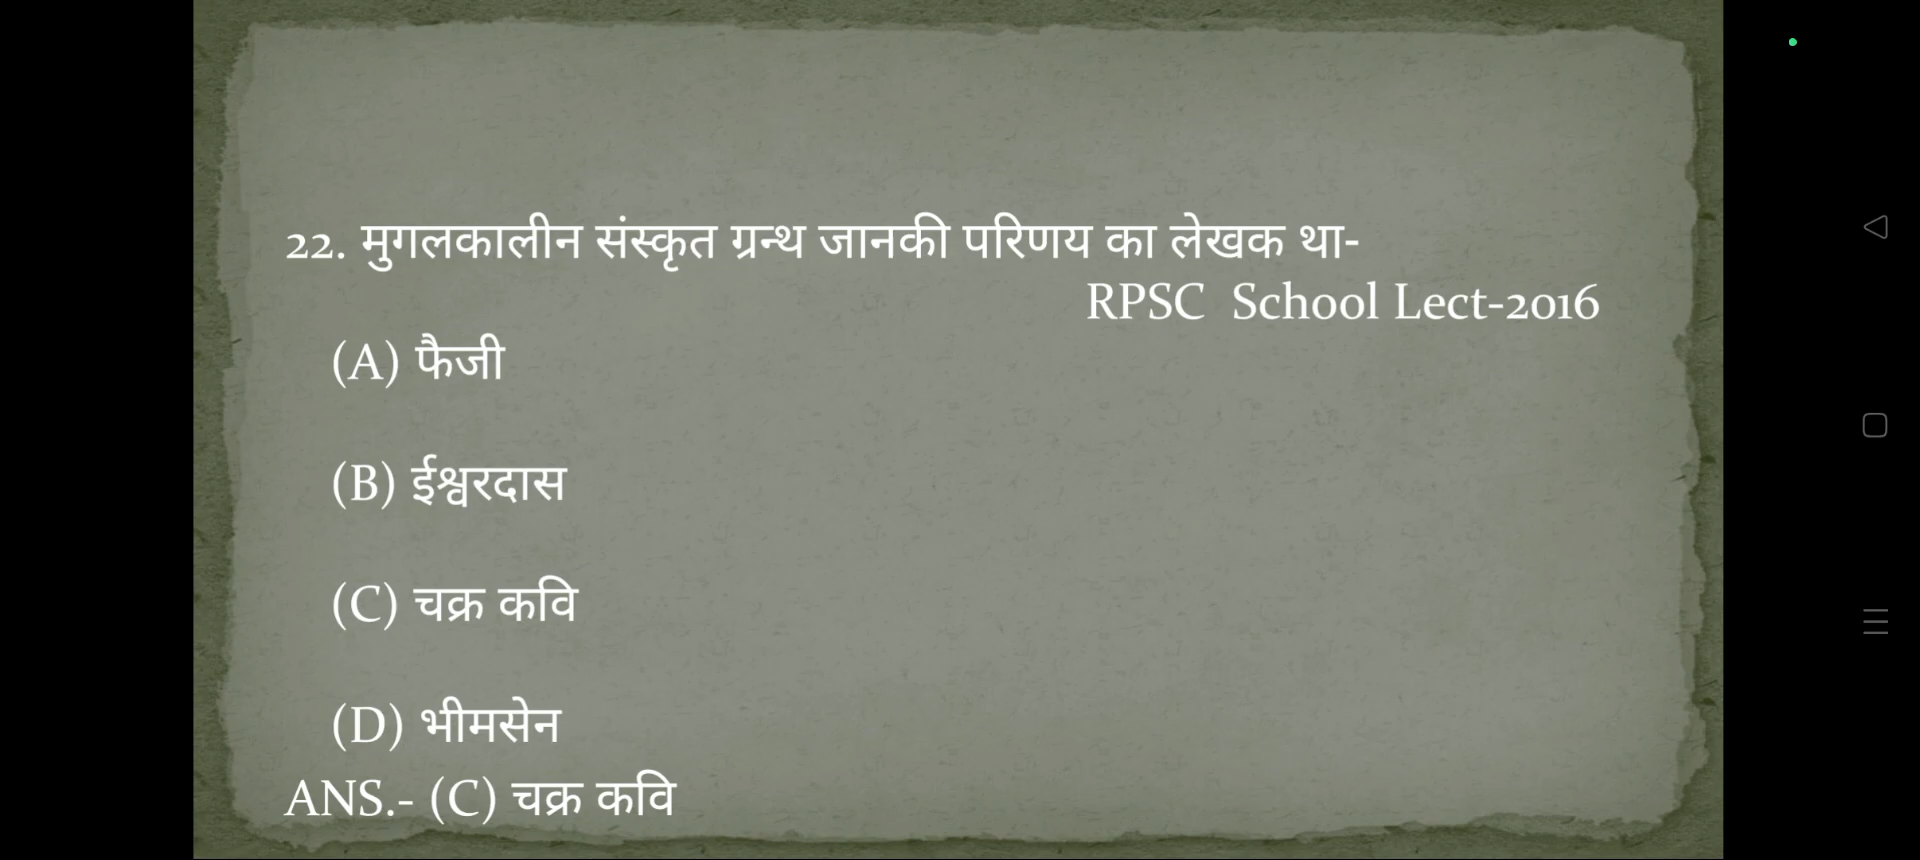 22. मुगलकालीन संस्कृत ग्रन्थ जानकी परिणय का लेखक था-
RPSC School Lect-2016
(A) फैजी
(B) ईश्वरदास
(C) चक्र कवि
(D) भीमसेन
ANS.- (C) चक्र कवि